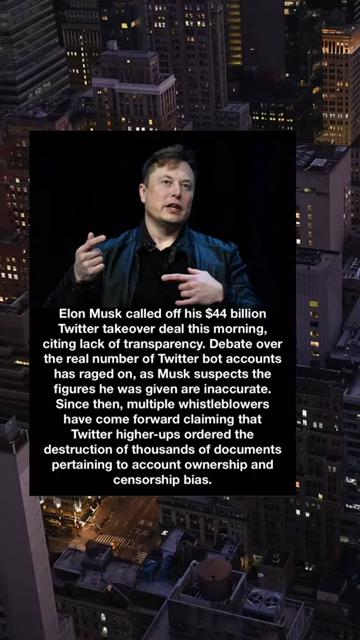 Elon Musk called off his $44 billion
Twitter takeover deal this morning,
citing lack of transparency. Debate over
the real number of Twitter bot accounts
has raged on, as Musk suspects the
figures he was given are inaccurate.
Since then, multiple whistleblowers
have come forward claiming that
Twitter higher-ups ordered the
destruction of thousands of documents
pertaining to account ownership and
censorship bias.